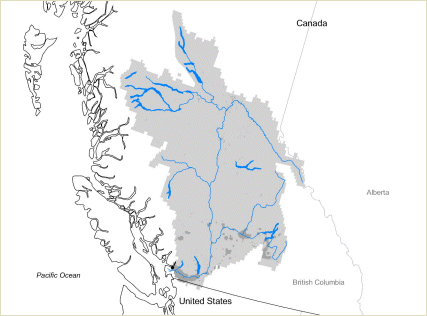 Canada
Alberta
Pacific Ocean
British Columbia
United States